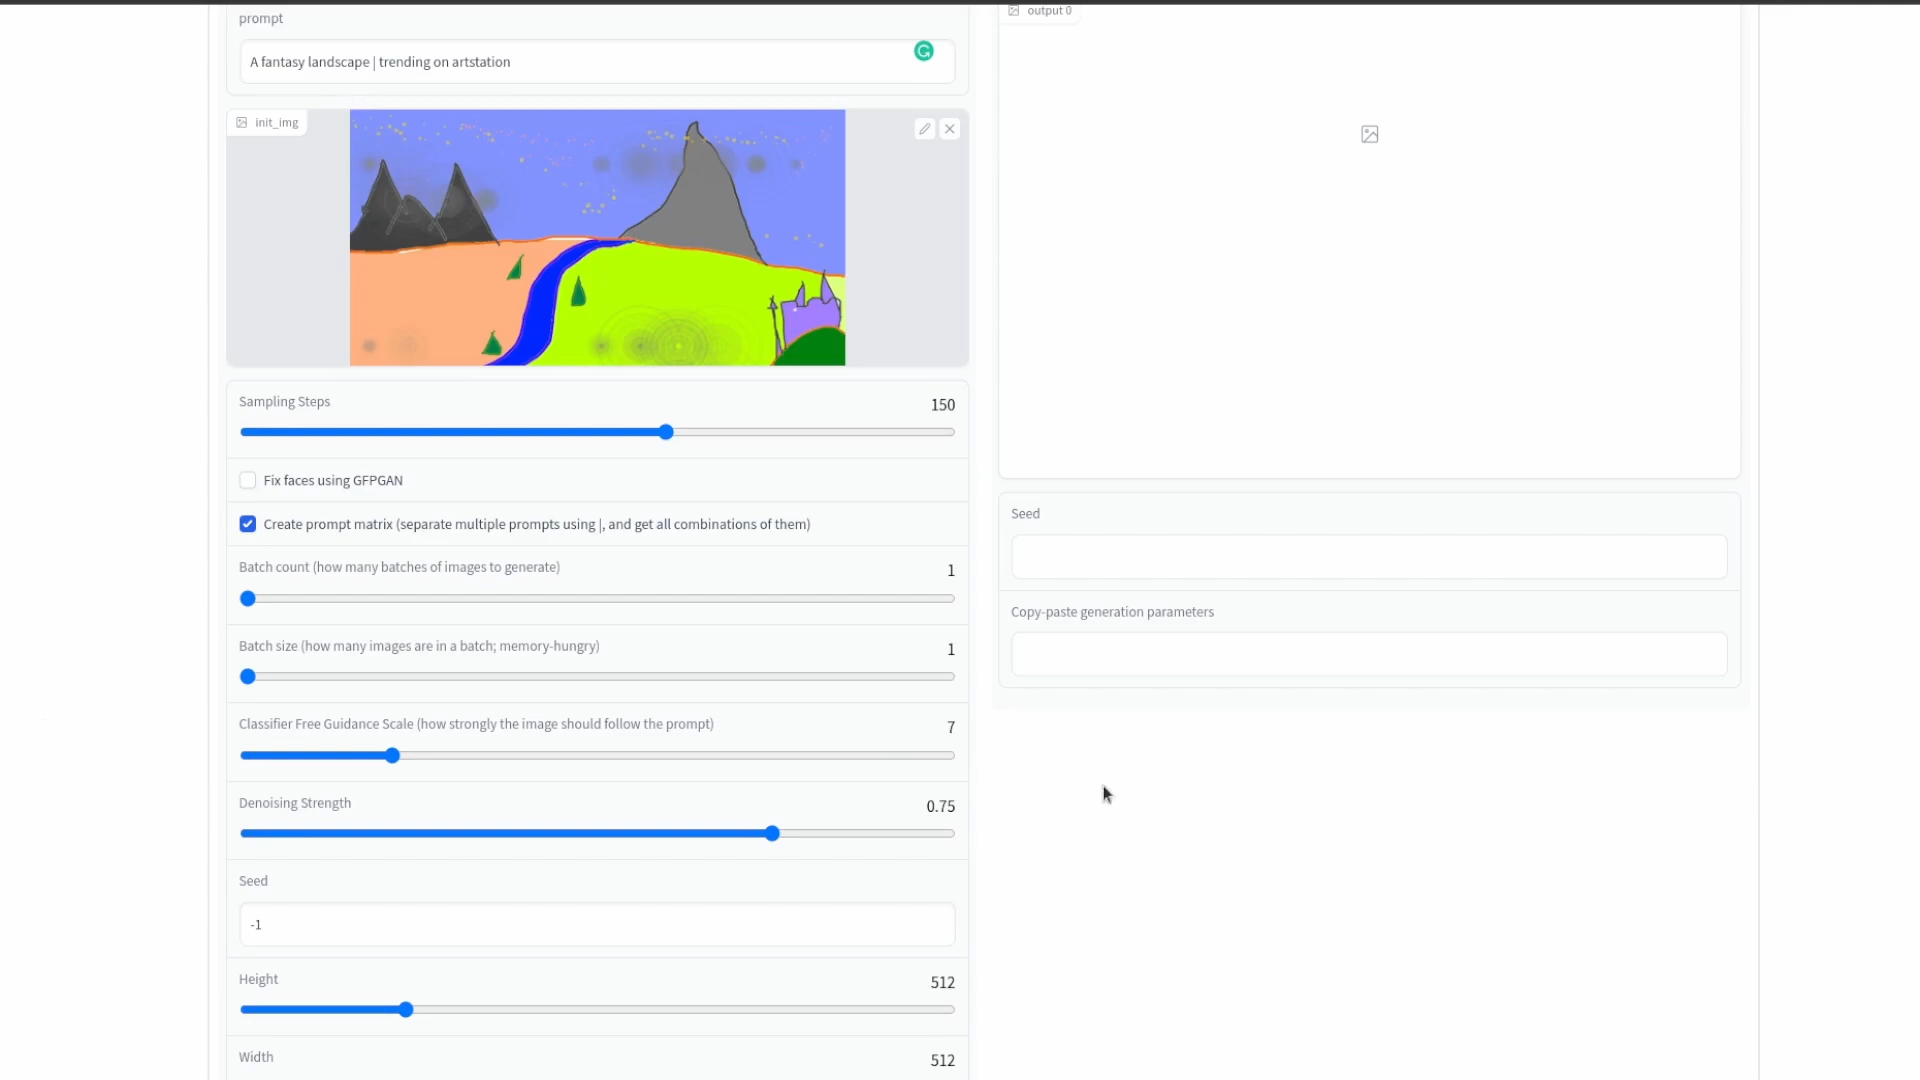 prompt
A fantasy landscape | trending on artstation
init_img
Sampling Steps
150
Fix faces using GFPGAN
Create prompt matrix (separate multiple prompts using |, and get all combinations of them)
Batch count (how many batches of images to generate)
1
Batch size (how many images are in a batch; memory-hungry)
1
Classifier Free Guidance Scale (how strongly the image should follow the prompt)
7
Denoising Strength
0.75
Seed
-1
Height
512
Width
512
output 0
Seed
Copy-paste generation parameters